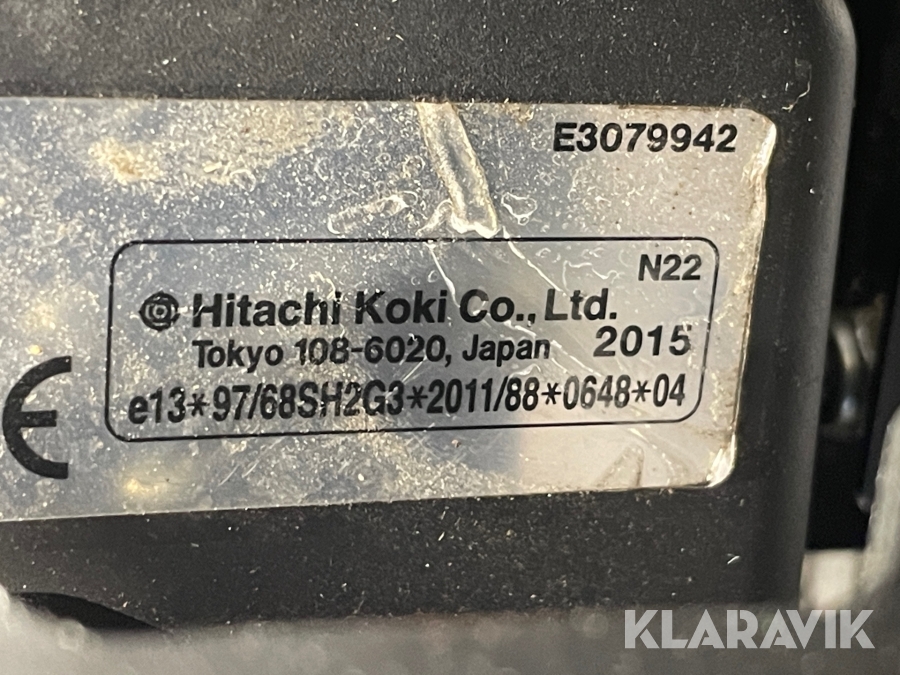 E3079942
N22
Hitachi Koki Co., Ltd.
Tokyo 108-6020, Japan 2015
e13*97/68SH2G3*2011/88*0648*04
CE
KLARAVIK